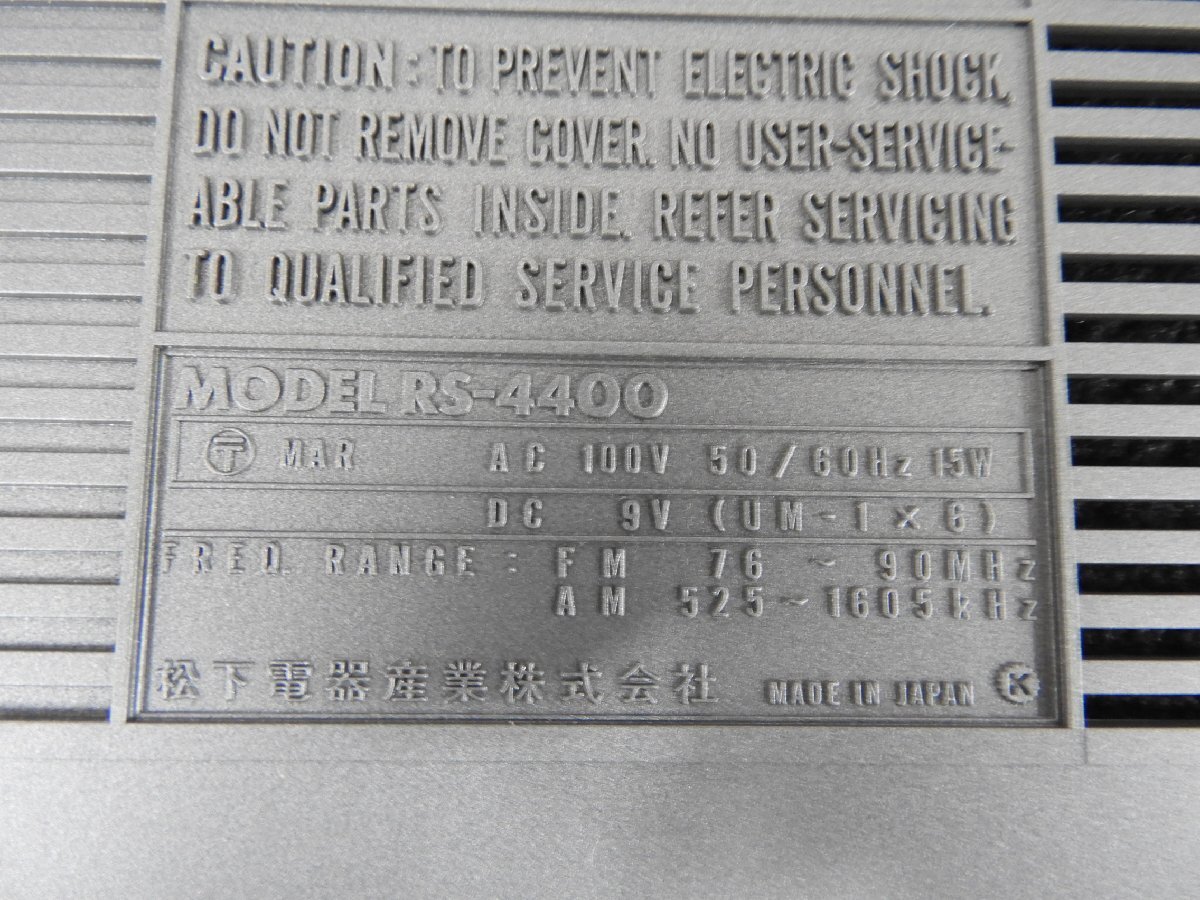 CAUTION : TO PREVENT ELECTRIC SHOCK,
DO NOT REMOVE COVER. NO USER-SERVICE-
ABLE PARTS INSIDE. REFER SERVICING
TO QUALIFIED SERVICE PERSONNEL.
MODEL RS-4400
〒 MAR AC 100V 50/60Hz 15W
DC 9V (UM-1×6)
FREQ. RANGE : FM 76 ~ 90MHz
AM 525~1605kHz
松下電器産業株式会社 MADE IN JAPAN K